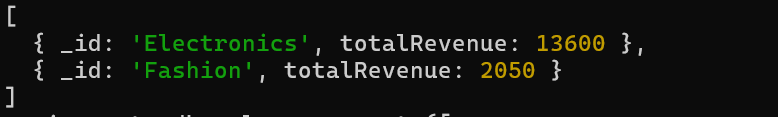 [
  { _id: 'Electronics', totalRevenue: 13600 },
  { _id: 'Fashion', totalRevenue: 2050 }
]